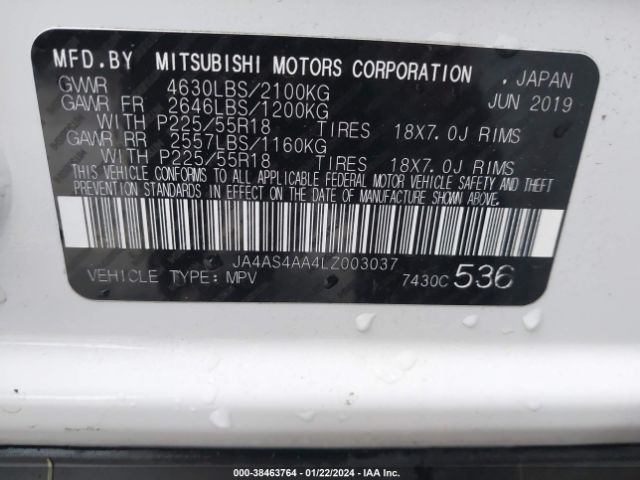 MFD.BY MITSUBISHI MOTORS CORPORATION . JAPAN
GVWR 4630LBS/2100KG JUN 2019
GAWR FR 2646LBS/1200KG
WITH P225/55R18 TIRES 18X7.0J RIMS
GAWR RR 2557LBS/1160KG
WITH P225/55R18 TIRES 18X7.0J RIMS
THIS VEHICLE CONFORMS TO ALL APPLICABLE FEDERAL MOTOR VEHICLE SAFETY AND THEFT
PREVENTION STANDARDS IN EFFECT ON THE DATE OF MANUFACTURE SHOWN ABOVE.
JA4AS4AA4LZ003037
VEHICLE TYPE: MPV 7430C 536
000-38463764 - 01/22/2024 - IAA Inc.